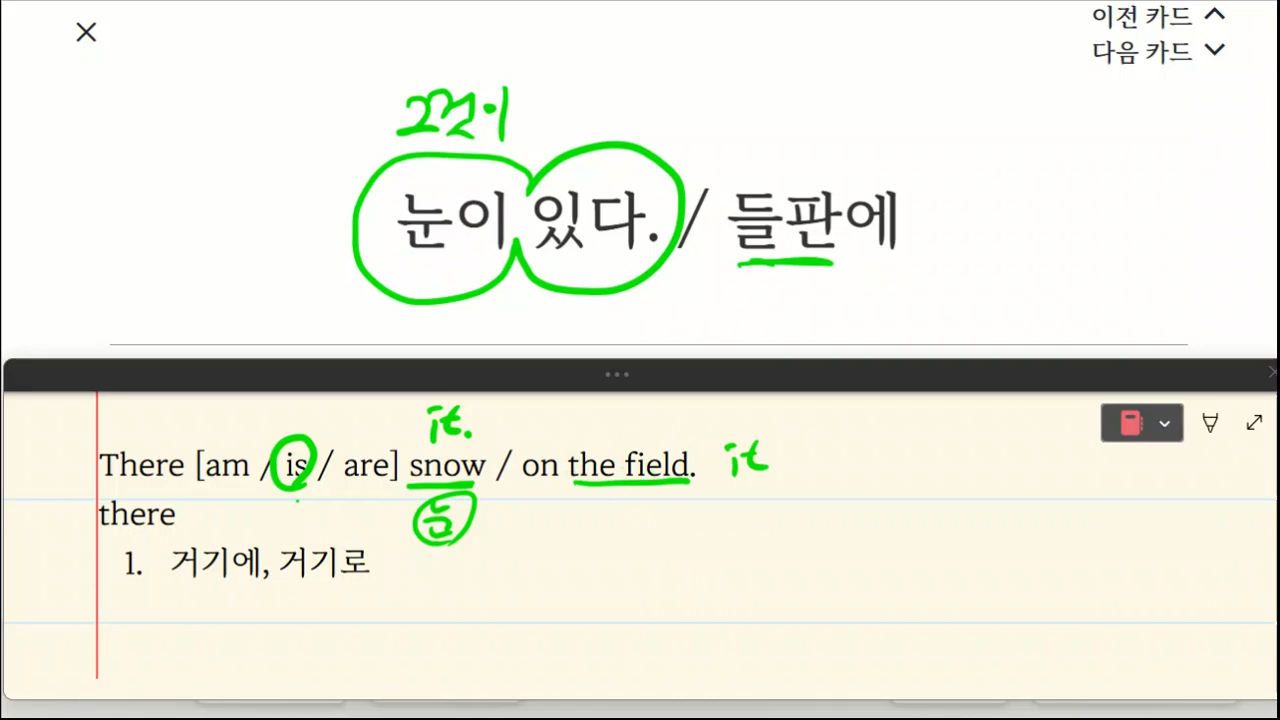 이전 카드
다음 카드
그것이
눈이 있다. / 들판에
it.
There [am / is / are] snow / on the field. it
눈
there
1. 거기에, 거기로